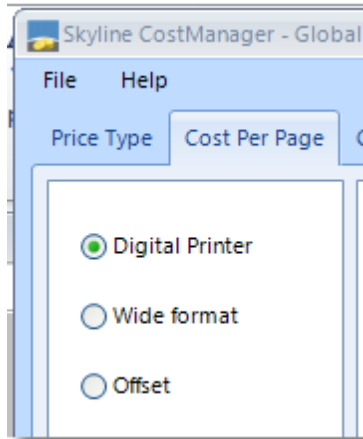 Skyline CostManager - Global
File Help
Price Type Cost Per Page
Digital Printer
Wide format
Offset